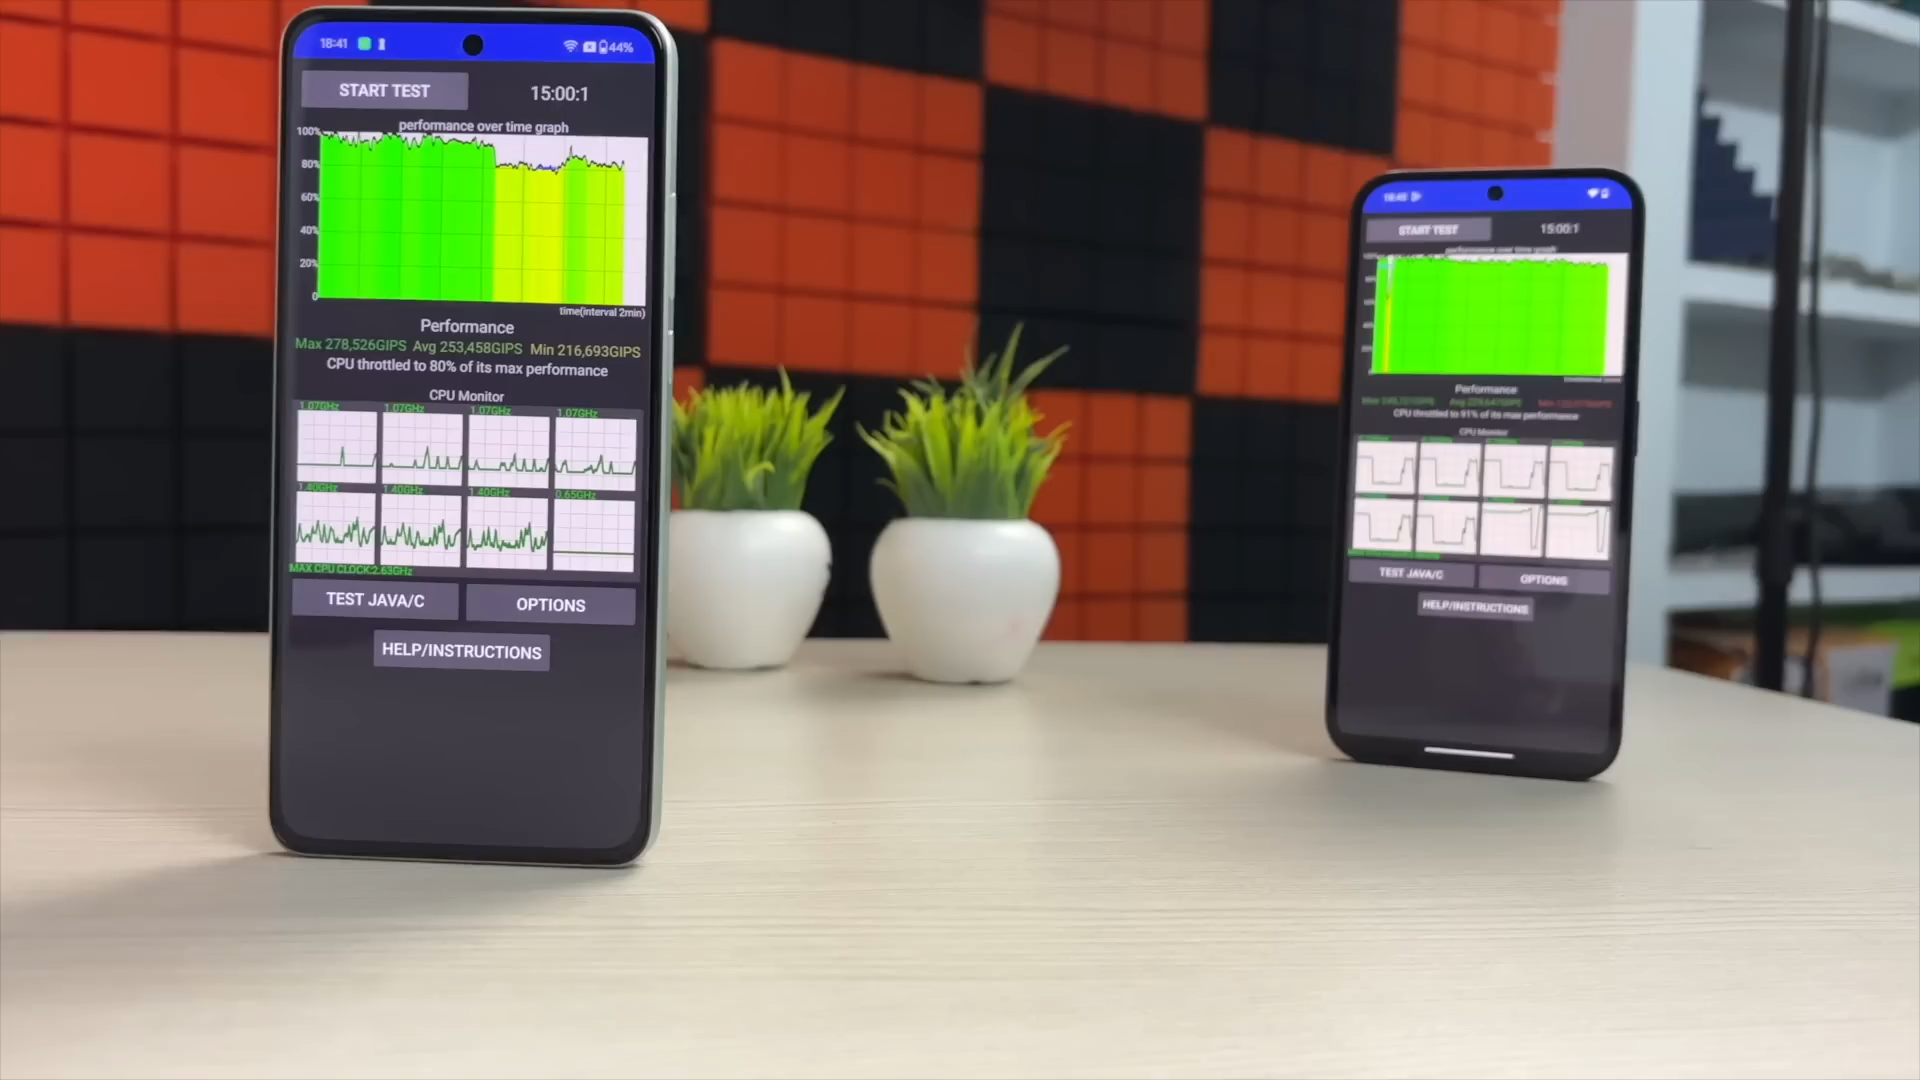 18:41 44%
START TEST 15:00:1
performance over time graph
100%
80%
60%
40%
20%
0
time(interval 2min)
Performance
Max 278,526GIPS Avg 253,458GIPS Min 216,693GIPS
CPU throttled to 80% of its max performance
CPU Monitor
1.07GHz 1.07GHz 1.07GHz 1.07GHz
1.40GHz 1.40GHz 1.40GHz 0.65GHz
MAX CPU CLOCK:2.63GHz
TEST JAVA/C OPTIONS
HELP/INSTRUCTIONS
START TEST 15:00:1
performance over time graph
Performance
CPU throttled to 91% of its max performance
CPU Monitor
TEST JAVA/C OPTIONS
HELP/INSTRUCTIONS